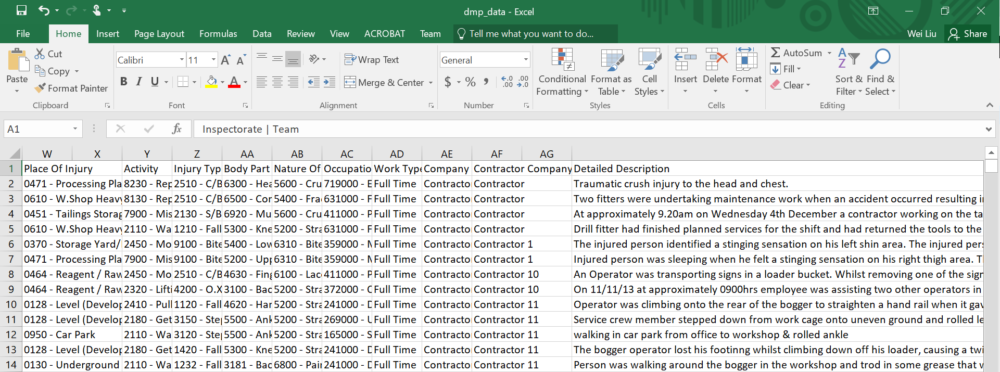 dmp_data - Excel
File Home Insert Page Layout Formulas Data Review View ACROBAT Team Tell me what you want to do... Wei Liu Share
Paste
Cut
Copy
Format Painter
Clipboard
Calibri 11
B I U A
Font
Wrap Text
Merge & Center
Alignment
General
$ % ,
Number
Conditional Formatting
Format as Table
Cell Styles
Styles
Insert Delete Format
Cells
AutoSum
Fill
Clear
Sort & Filter
Find & Select
Editing
A1 fx Inspectorate | Team
W X Y Z AA AB AC AD AE AF AG
1 Place Of Injury Activity Injury Typ Body Part Nature Of Occupatio Work Type Company Contractor Company Detailed Description
2 0471 - Processing Pla 8230 - Rep 2510 - C/B 6300 - Hea 5600 - Cru 719000 - E Full Time Contracto Contractor Traumatic crush injury to the head and chest.
3 0610 - W.Shop Heavy 8130 - Rep 2510 - C/B 6500 - Cor 5400 - Fra 631000 - F Full Time Contracto Contractor Two fitters were undertaking maintenance work when an accident occurred resulting i
4 0451 - Tailings Storag 7900 - Mis 2130 - S/B 6920 - Mu 5600 - Cru 411000 - P Full Time Contracto Contractor At approximately 9.20am on Wednesday 4th December a contractor working on the ta
5 0610 - W.Shop Heavy 2110 - Wa 1210 - Fall 5300 - Kne 5200 - Stra 631000 - F Full Time Contracto Contractor Drill fitter had finished planned services for the shift and had returned the tools to the
6 0370 - Storage Yard/ 2450 - Mo 9100 - Bite 5400 - Low 6310 - Bite 359000 - M Full Time Contracto Contractor 1 The injured person identified a stinging sensation on his left shin area. The injured pers
7 0471 - Processing Pla 7900 - Mis 9100 - Bite 5200 - Upp 6310 - Bite 359000 - M Full Time Contracto Contractor 1 Injured person was sleeping when he felt a stinging sensation on his right thigh area. T
8 0464 - Reagent / Raw 2450 - Mo 2510 - C/B 4630 - Fing 6100 - Lac 411000 - P Full Time Contracto Contractor 10 An Operator was transporting signs in a loader bucket. Whilst removing one of the sign
9 0464 - Reagent / Raw 2320 - Lifti 4200 - O.X 3100 - Bac 5200 - Stra 372000 - C Full Time Contracto Contractor 10 On 11/11/13 at approximately 0900hrs employee was assisting two other operators in
10 0128 - Level (Develop 2410 - Pull 1120 - Fall 4620 - Har 5200 - Stra 241000 - D Full Time Contracto Contractor 11 Operator was climbing onto the rear of the bogger to straighten a hand rail when it gav
11 0128 - Level (Develop 2180 - Get 3150 - Step 5500 - Ank 5200 - Stra 269000 - U Full Time Contracto Contractor 11 Service crew member stepped down from work cage onto uneven ground and rolled le
12 0950 - Car Park 2110 - Wa 3120 - Step 5500 - Ank 5200 - Stra 165000 - S Full Time Contracto Contractor 11 walking in car park from office to workshop & rolled ankle
13 0128 - Level (Develop 2180 - Get 1420 - Fall 5300 - Kne 5200 - Stra 241000 - D Full Time Contracto Contractor 11 The bogger operator lost his footinng whilst climbing down off his loader, causing a twi
14 0130 - Underground 2110 - Wa 1232 - Fall 3181 - Bac 6800 - Pai 241000 - D Full Time Contracto Contractor 11 Person was walking around the bogger in the workshop and trod in some grease that w